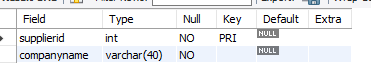 Field Type Null Key Default Extra
supplierid int NO PRI NULL
companyname varchar(40) NO NULL